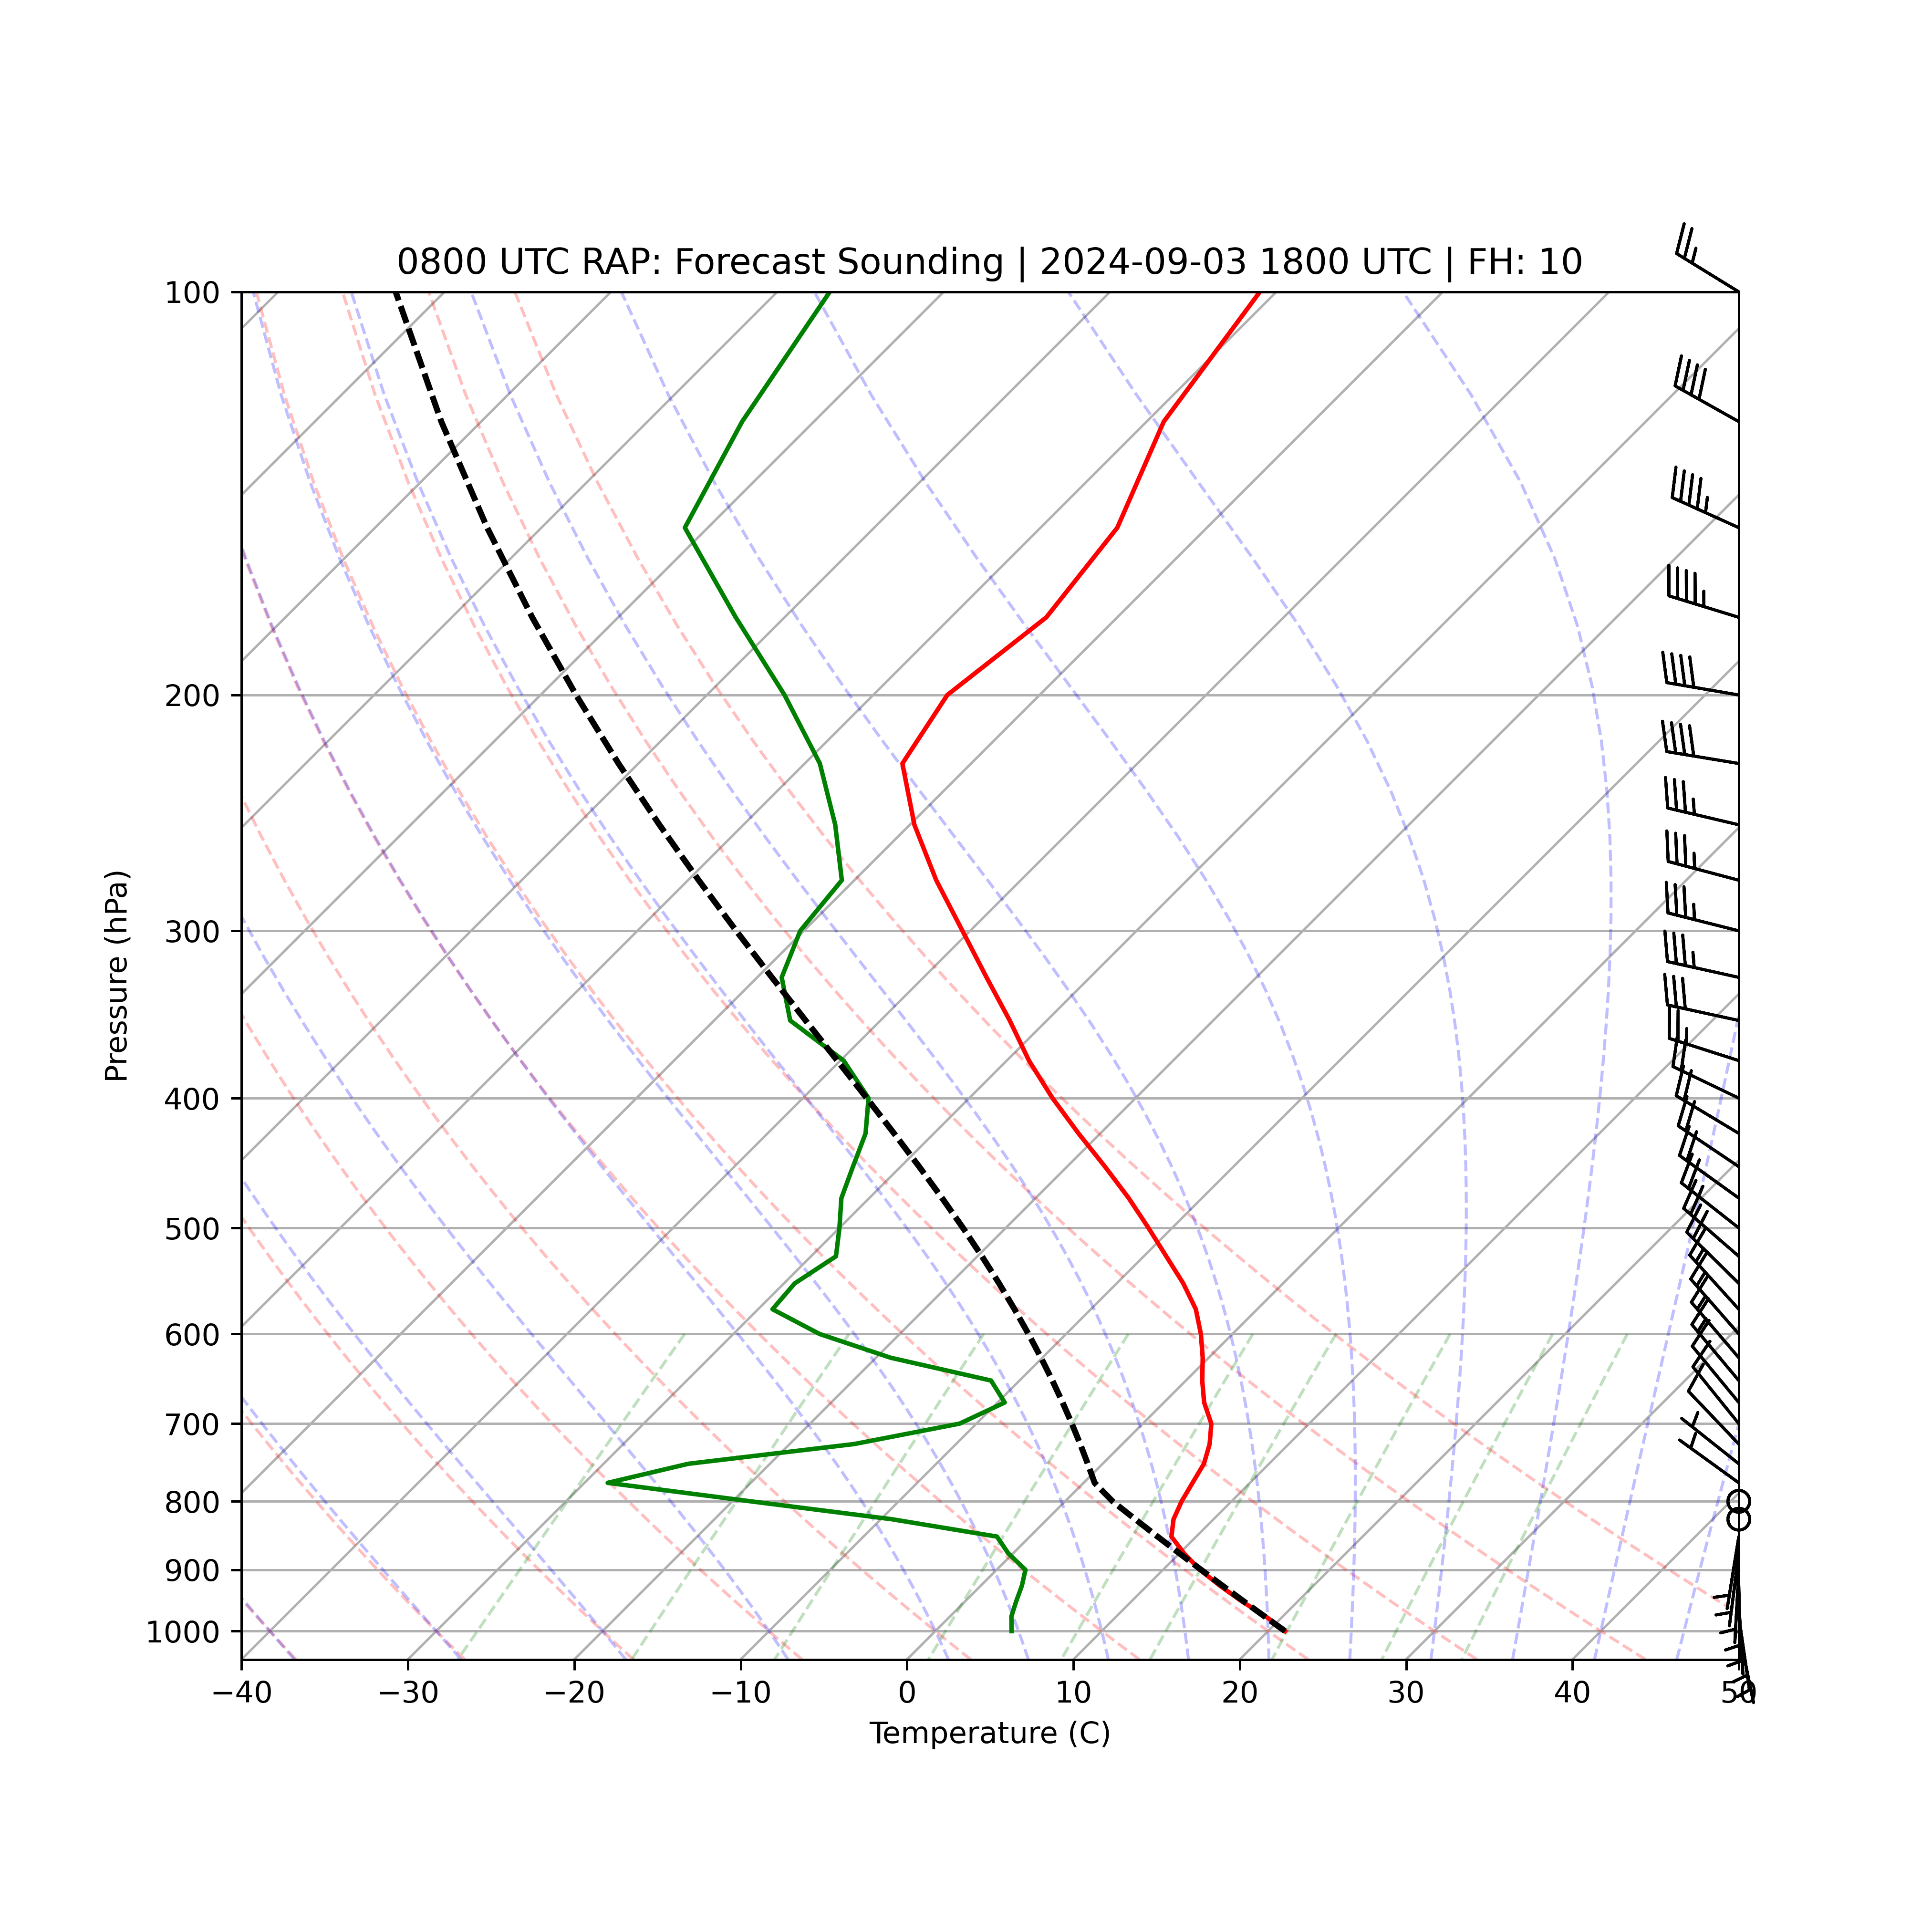 0800 UTC RAP: Forecast Sounding | 2024-09-03 1800 UTC | FH: 10
100
200
300
400
500
600
700
800
900
1000
Pressure (hPa)
−40 −30 −20 −10 0 10 20 30 40 50
Temperature (C)